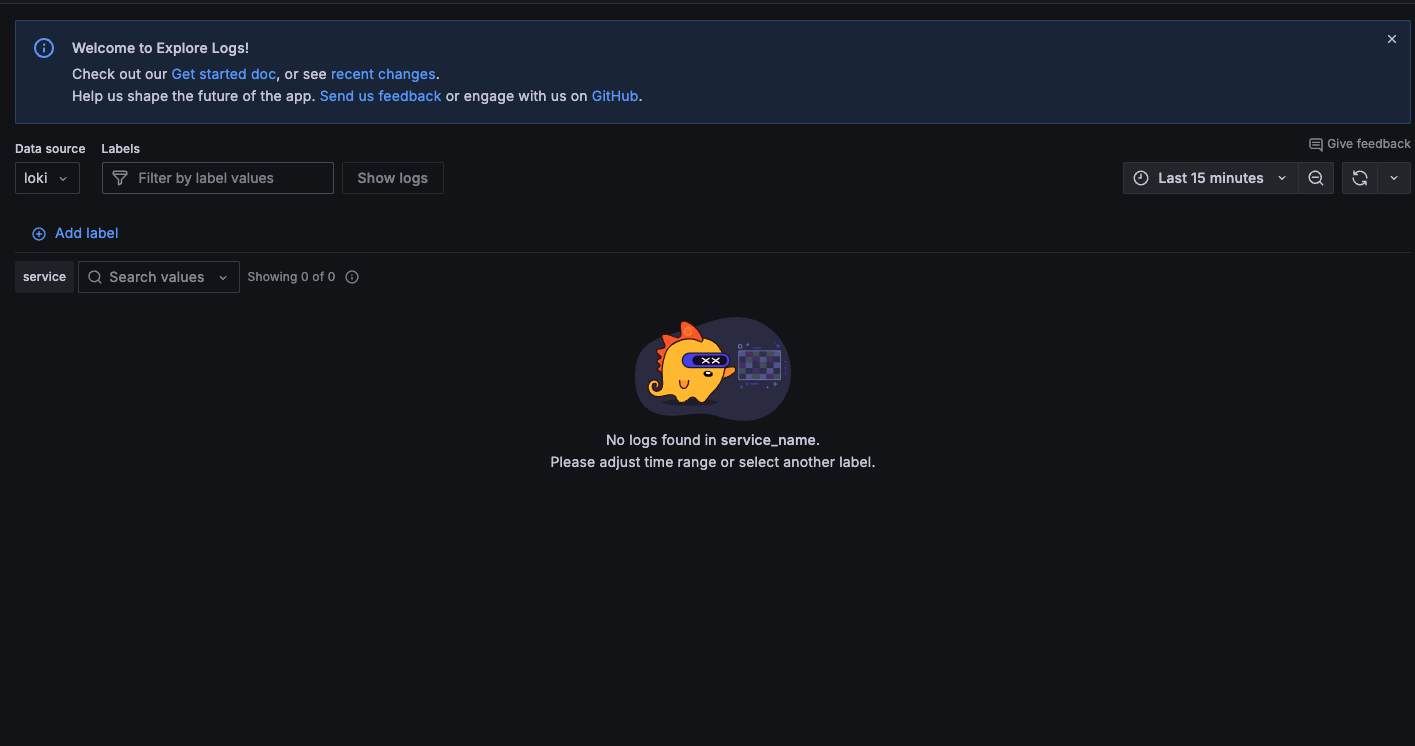 Welcome to Explore Logs!
Check out our Get started doc, or see recent changes.
Help us shape the future of the app. Send us feedback or engage with us on GitHub.
Data source
Labels
Give feedback
loki
Filter by label values
Show logs
Last 15 minutes
Add label
service
Search values
Showing 0 of 0
No logs found in service_name.
Please adjust time range or select another label.